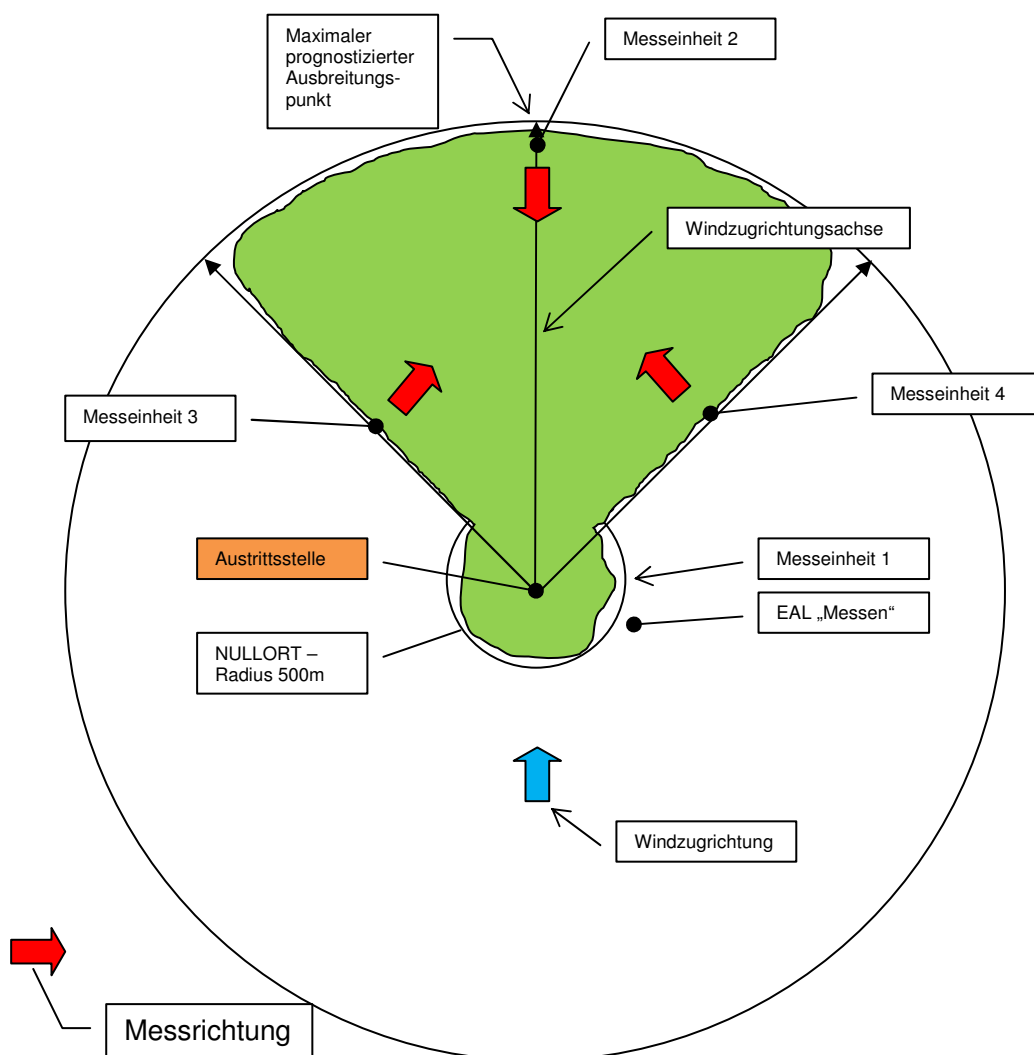 Maximaler
prognostizierter
Ausbreitungs-
punkt
Messeinheit 2
Windzugrichtungsachse
Messeinheit 3
Messeinheit 4
Austrittsstelle
Messeinheit 1
EAL „Messen“
NULLORT –
Radius 500m
Windzugrichtung
Messrichtung